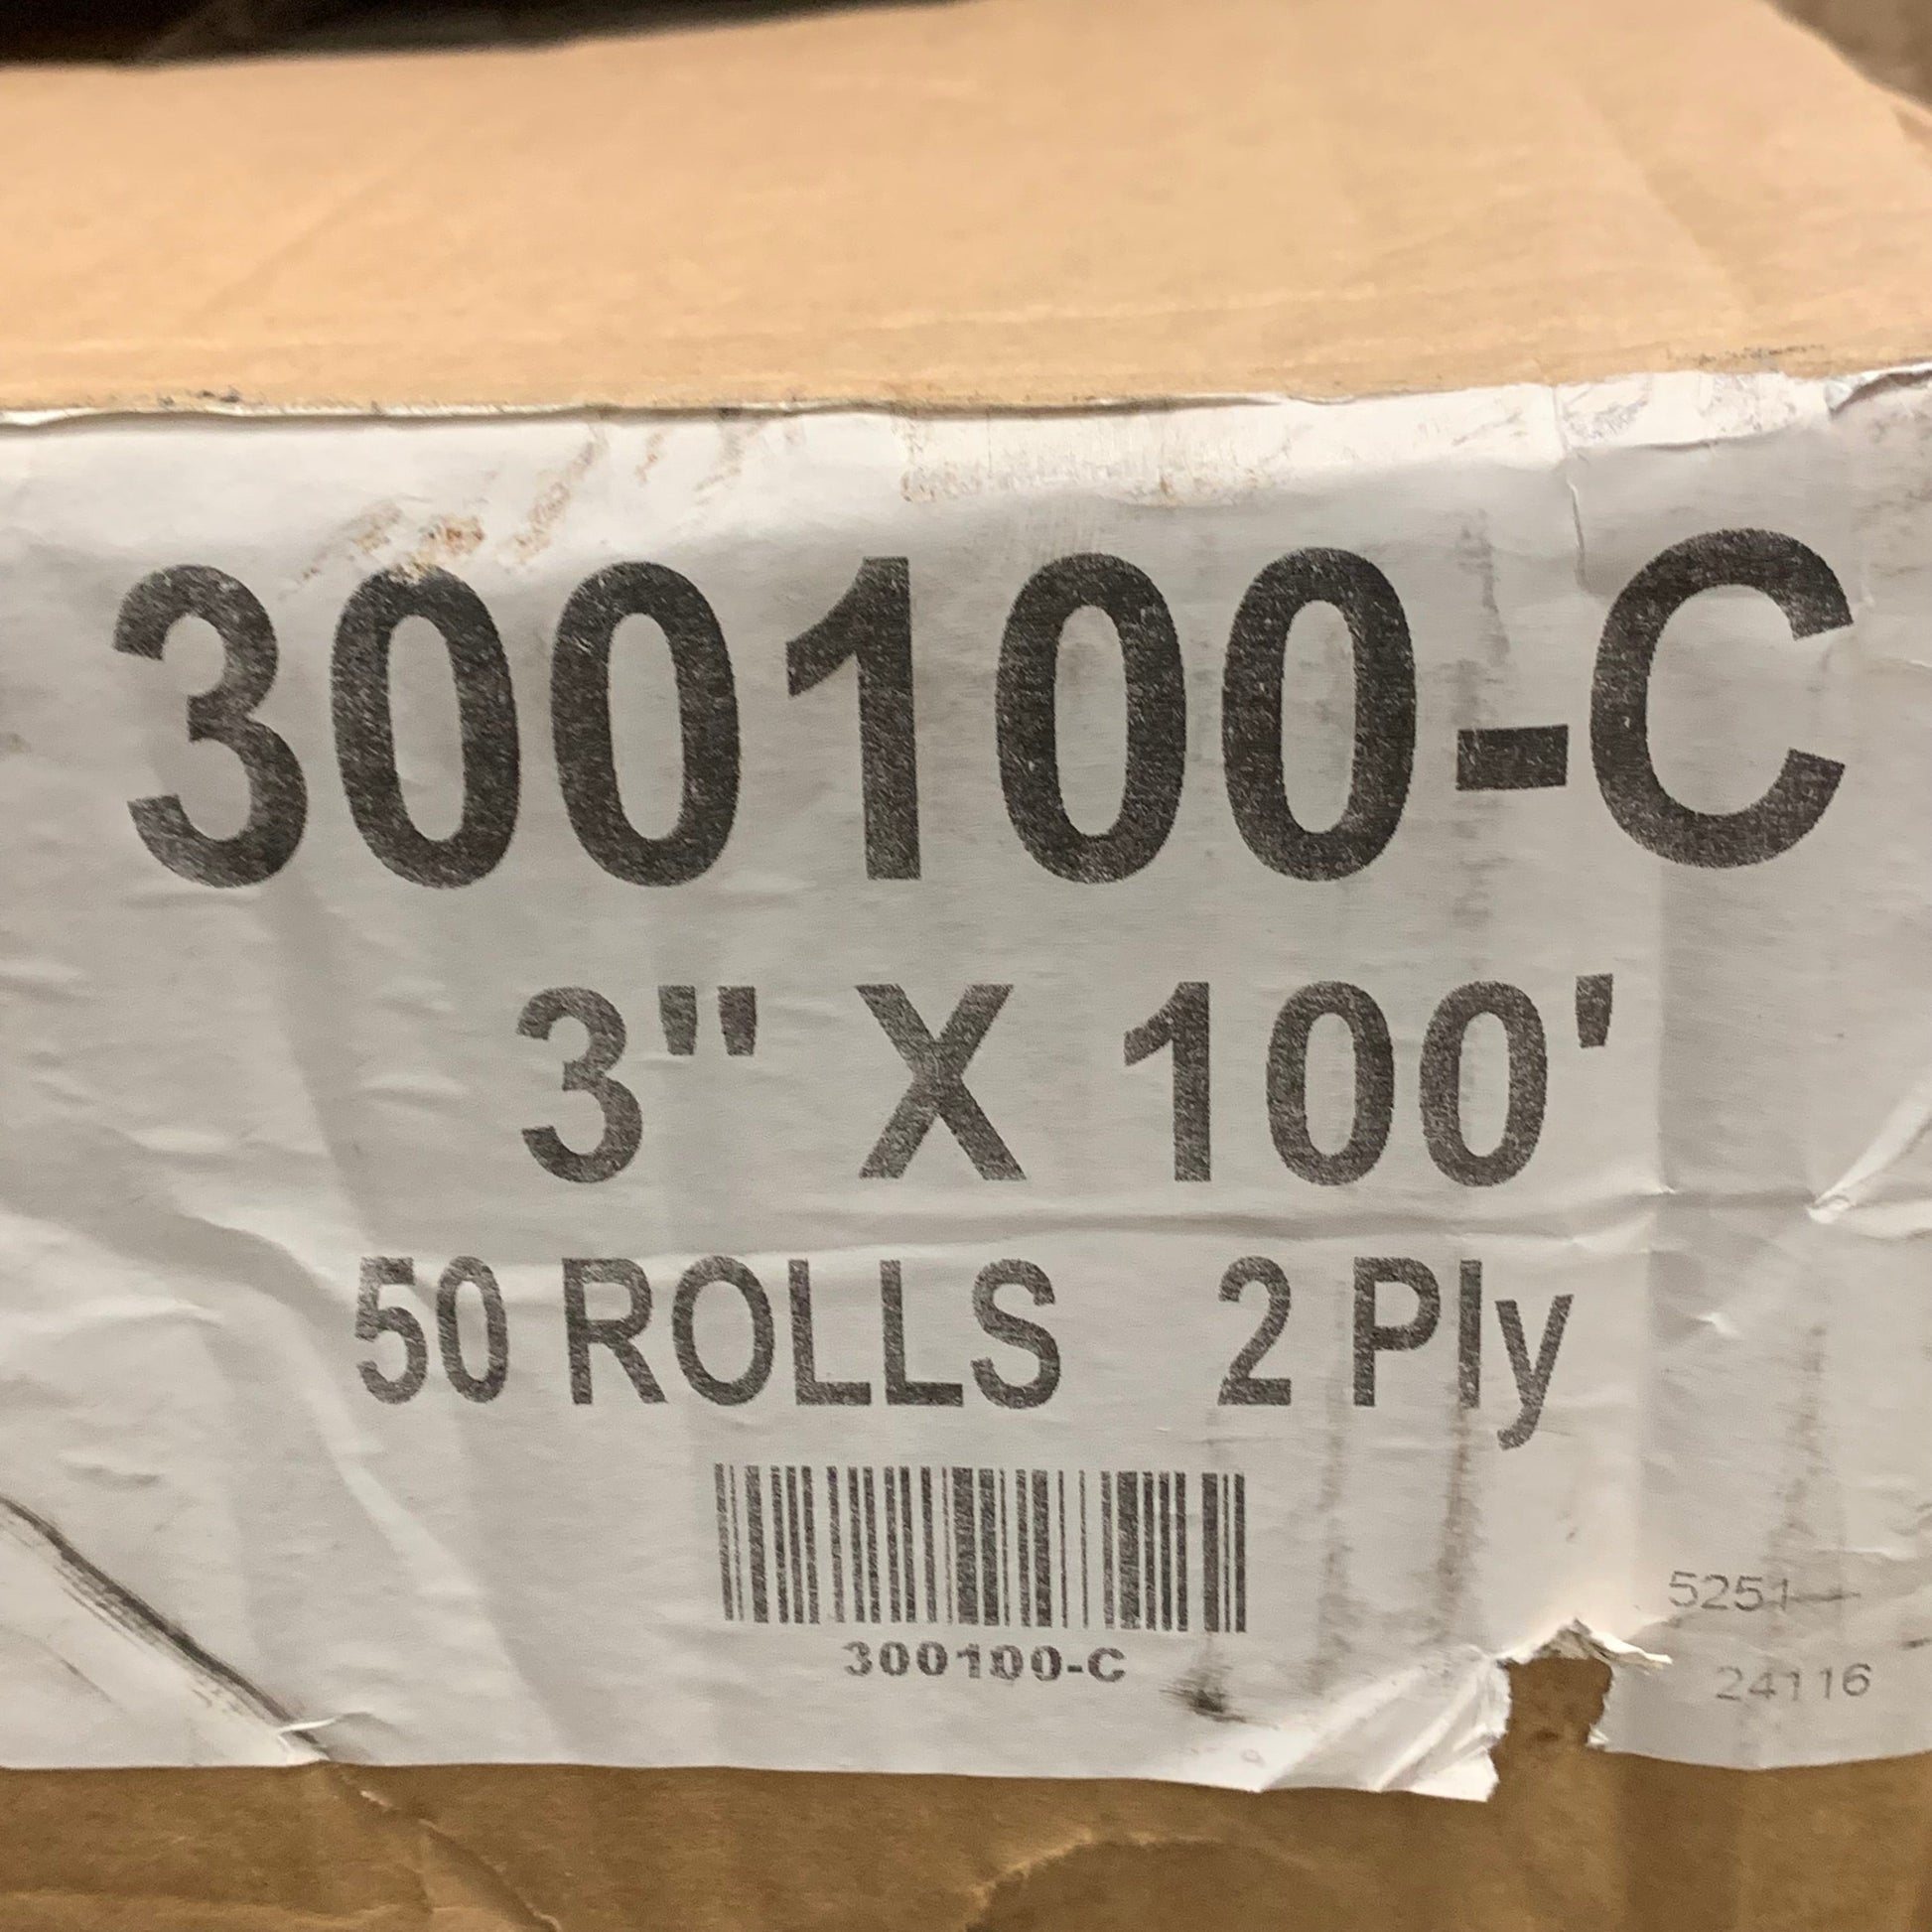 300100-C
3" X 100'
50 ROLLS 2 Ply
300100-C
5251
24116